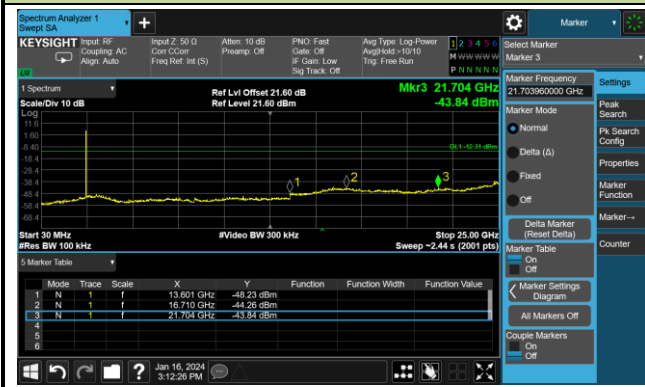 Spectrum Analyzer 1
Swept SA
Marker
KEYSIGHT Input: RF Input Z: 50 Ω Atten: 10 dB PNO: Fast Avg Type: Log-Power 1 2 3 4 5 6
Coupling: AC Corr CCorr Preamp: Off Gate: Off Avg|Hold:>10/10 M W W W W W
Align: Auto Freq Ref: Int (S) IF Gain: Low Trig: Free Run
Sig Track: Off P N N N N N
LXI
Select Marker
Marker 3
1 Spectrum
Scale/Div 10 dB
Ref Lvl Offset 21.60 dB
Ref Level 21.60 dBm
Mkr3 21.704 GHz
-43.84 dBm
Log
11.6
1.60
-8.40
-18.4
-28.4
-38.4
-48.4
-58.4
-68.4
DL1 -12.31 dBm
1
2
3
Start 30 MHz #Video BW 300 kHz Stop 25.00 GHz
#Res BW 100 kHz Sweep ~2.44 s (2001 pts)
5 Marker Table
Mode Trace Scale X Y Function Function Width Function Value
1 N 1 f 13.601 GHz -48.23 dBm
2 N 1 f 16.710 GHz -44.26 dBm
3 N 1 f 21.704 GHz -43.84 dBm
4
5
6
Marker Frequency
21.703960000 GHz
Marker Mode
Normal
Delta (Δ)
Fixed
Off
Delta Marker
(Reset Delta)
Marker Table
On
Off
Marker Settings
Diagram
All Markers Off
Couple Markers
On
Off
Settings
Peak
Search
Pk Search
Config
Properties
Marker
Function
Marker→
Counter
Jan 16, 2024
3:12:26 PM